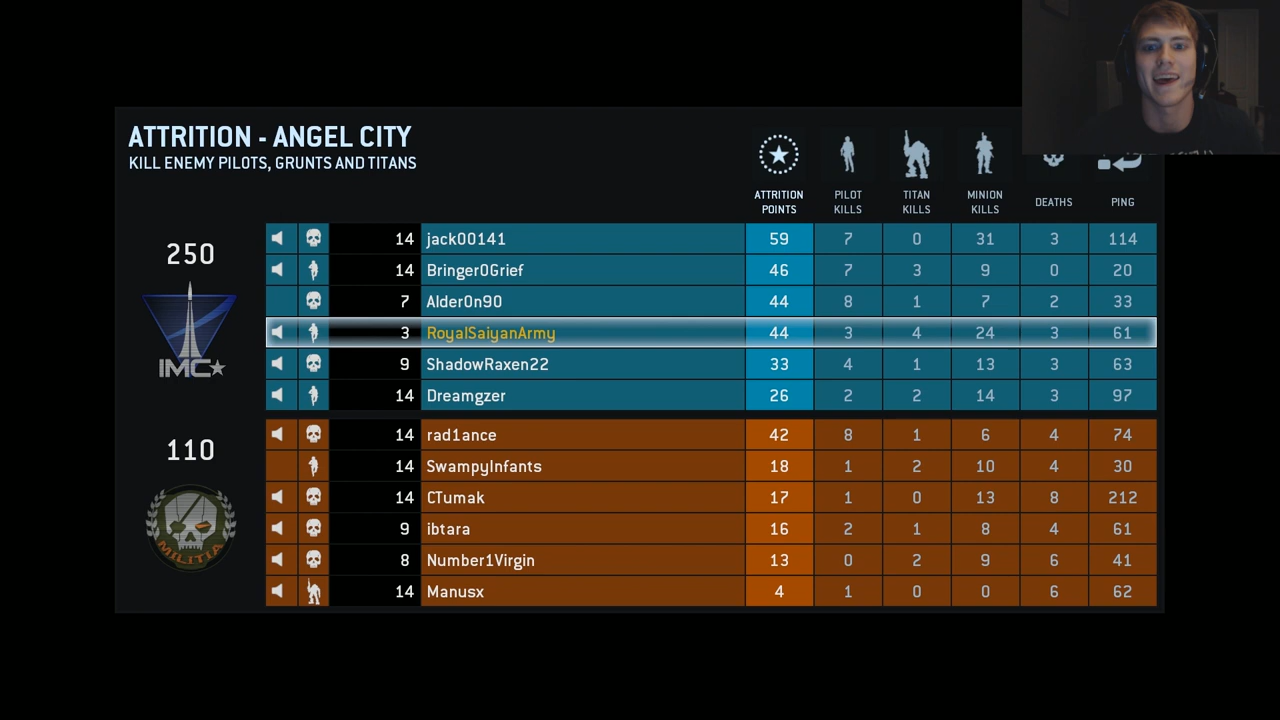 ATTRITION - ANGEL CITY
KILL ENEMY PILOTS, GRUNTS AND TITANS
ATTRITION POINTS PILOT KILLS TITAN KILLS MINION KILLS DEATHS PING
250
IMC
14 jack00141 59 7 0 31 3 114
14 Bringer0Grief 46 7 3 9 0 20
7 Alder0n90 44 8 1 7 2 33
3 RoyalSaiyanArmy 44 3 4 24 3 61
9 ShadowRaxen22 33 4 1 13 3 63
14 Dreamgzer 26 2 2 14 3 97
110
MILITIA
14 rad1ance 42 8 1 6 4 74
14 SwampyInfants 18 1 2 10 4 30
14 CTumak 17 1 0 13 8 212
9 ibtara 16 2 1 8 4 61
8 Number1Virgin 13 0 2 9 6 41
14 Manusx 4 1 0 0 6 62